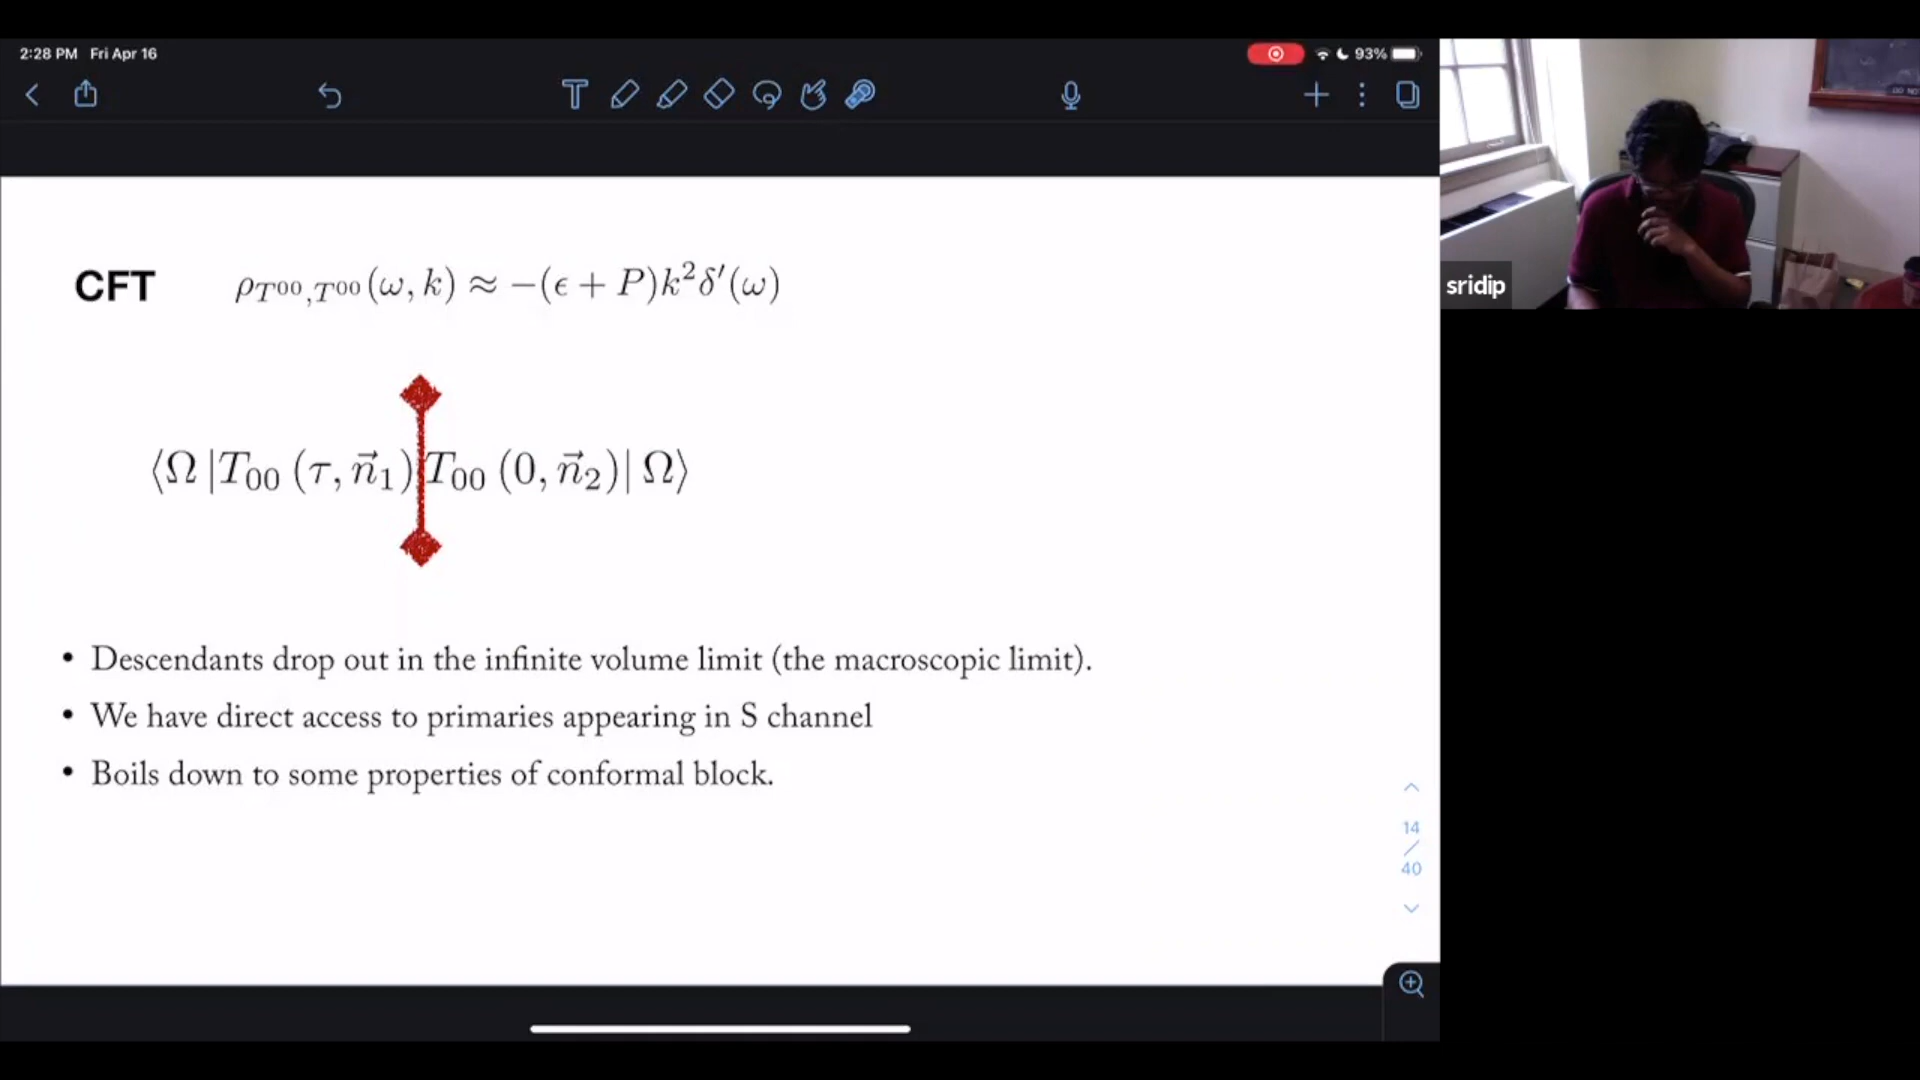 2:28 PM Fri Apr 16
93%
CFT ρ_{T^{00},T^{00}}(ω, k) ≈ −(ϵ + P)k²δ′(ω)
⟨Ω |T₀₀ (τ, n⃗₁) T₀₀ (0, n⃗₂)| Ω⟩
sridip
• Descendants drop out in the infinite volume limit (the macroscopic limit).
• We have direct access to primaries appearing in S channel
• Boils down to some properties of conformal block.
14
/
40